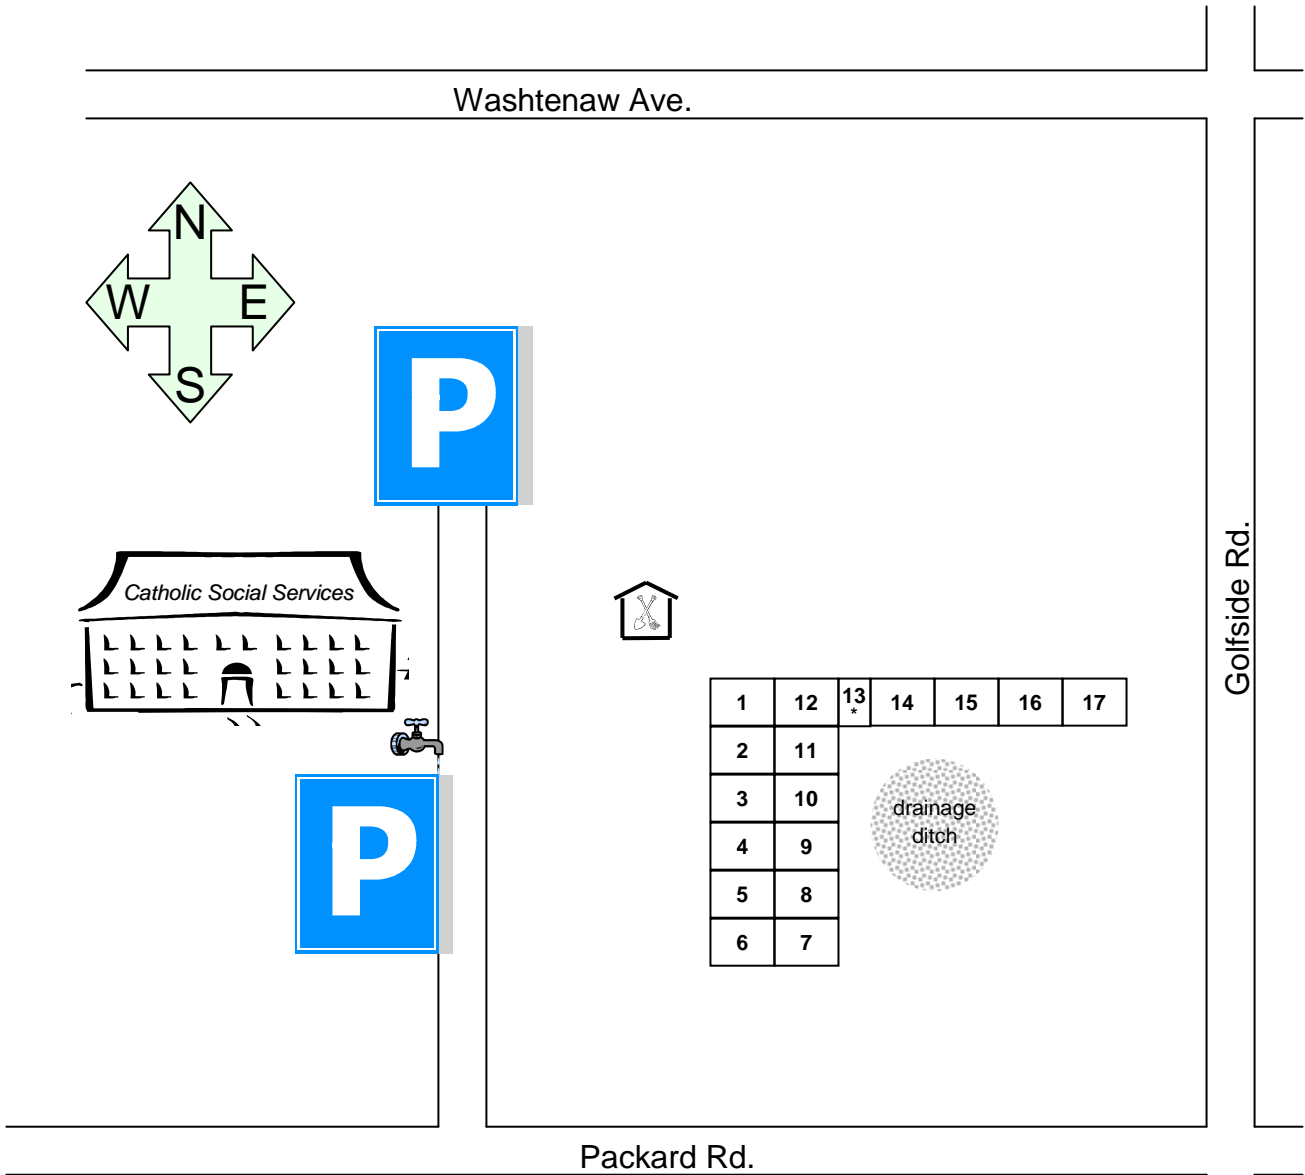 Washtenaw Ave.
N
W E
S
P
Catholic Social Services
Golfside Rd.
1 12 13 14 15 16 17
*
2 11
3 10
drainage
ditch
4 9
5 8
6 7
P
Packard Rd.